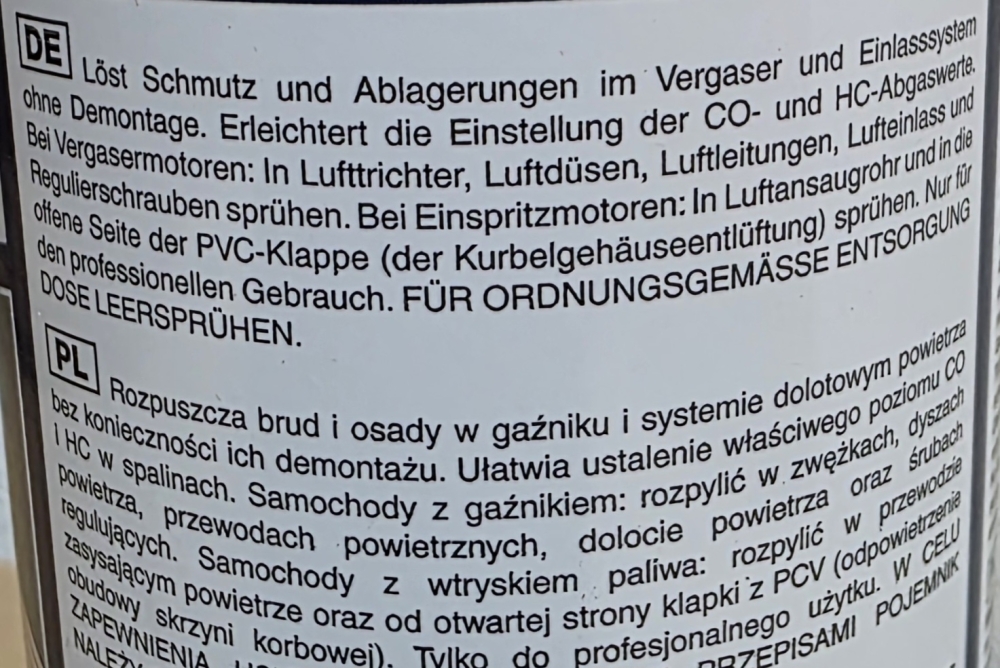 DE Löst Schmutz und Ablagerungen im Vergaser und Einlasssystem
ohne Demontage. Erleichtert die Einstellung der CO- und HC-Abgaswerte.
Bei Vergasermotoren: In Lufttrichter, Luftdüsen, Luftleitungen, Lufteinlass und
Regulierschrauben sprühen. Bei Einspritzmotoren: In Luftansaugrohr und in die
offene Seite der PVC-Klappe (der Kurbelgehäuseentlüftung) sprühen. Nur für
den professionellen Gebrauch. FÜR ORDNUNGSGEMÄSSE ENTSORGUNG
DOSE LEERSPRÜHEN.
PL Rozpuszcza brud i osady w gaźniku i systemie dolotowym powietrza
bez konieczności ich demontażu. Ułatwia ustalenie właściwego poziomu CO
I HC w spalinach. Samochody z gaźnikiem: rozpylić w zwężkach, dyszach
powietrza, przewodach powietrznych, dolocie powietrza oraz śrubach
regulujących. Samochody z wtryskiem paliwa: rozpylić w przewodzie
zasysającym powietrze oraz od otwartej strony klapki z PCV (odpowietrzenie
obudowy skrzyni korbowej). Tylko do profesjonalnego użytku. W CELU
ZAPEWNIENIA PRZEPISAMI POJEMNIK